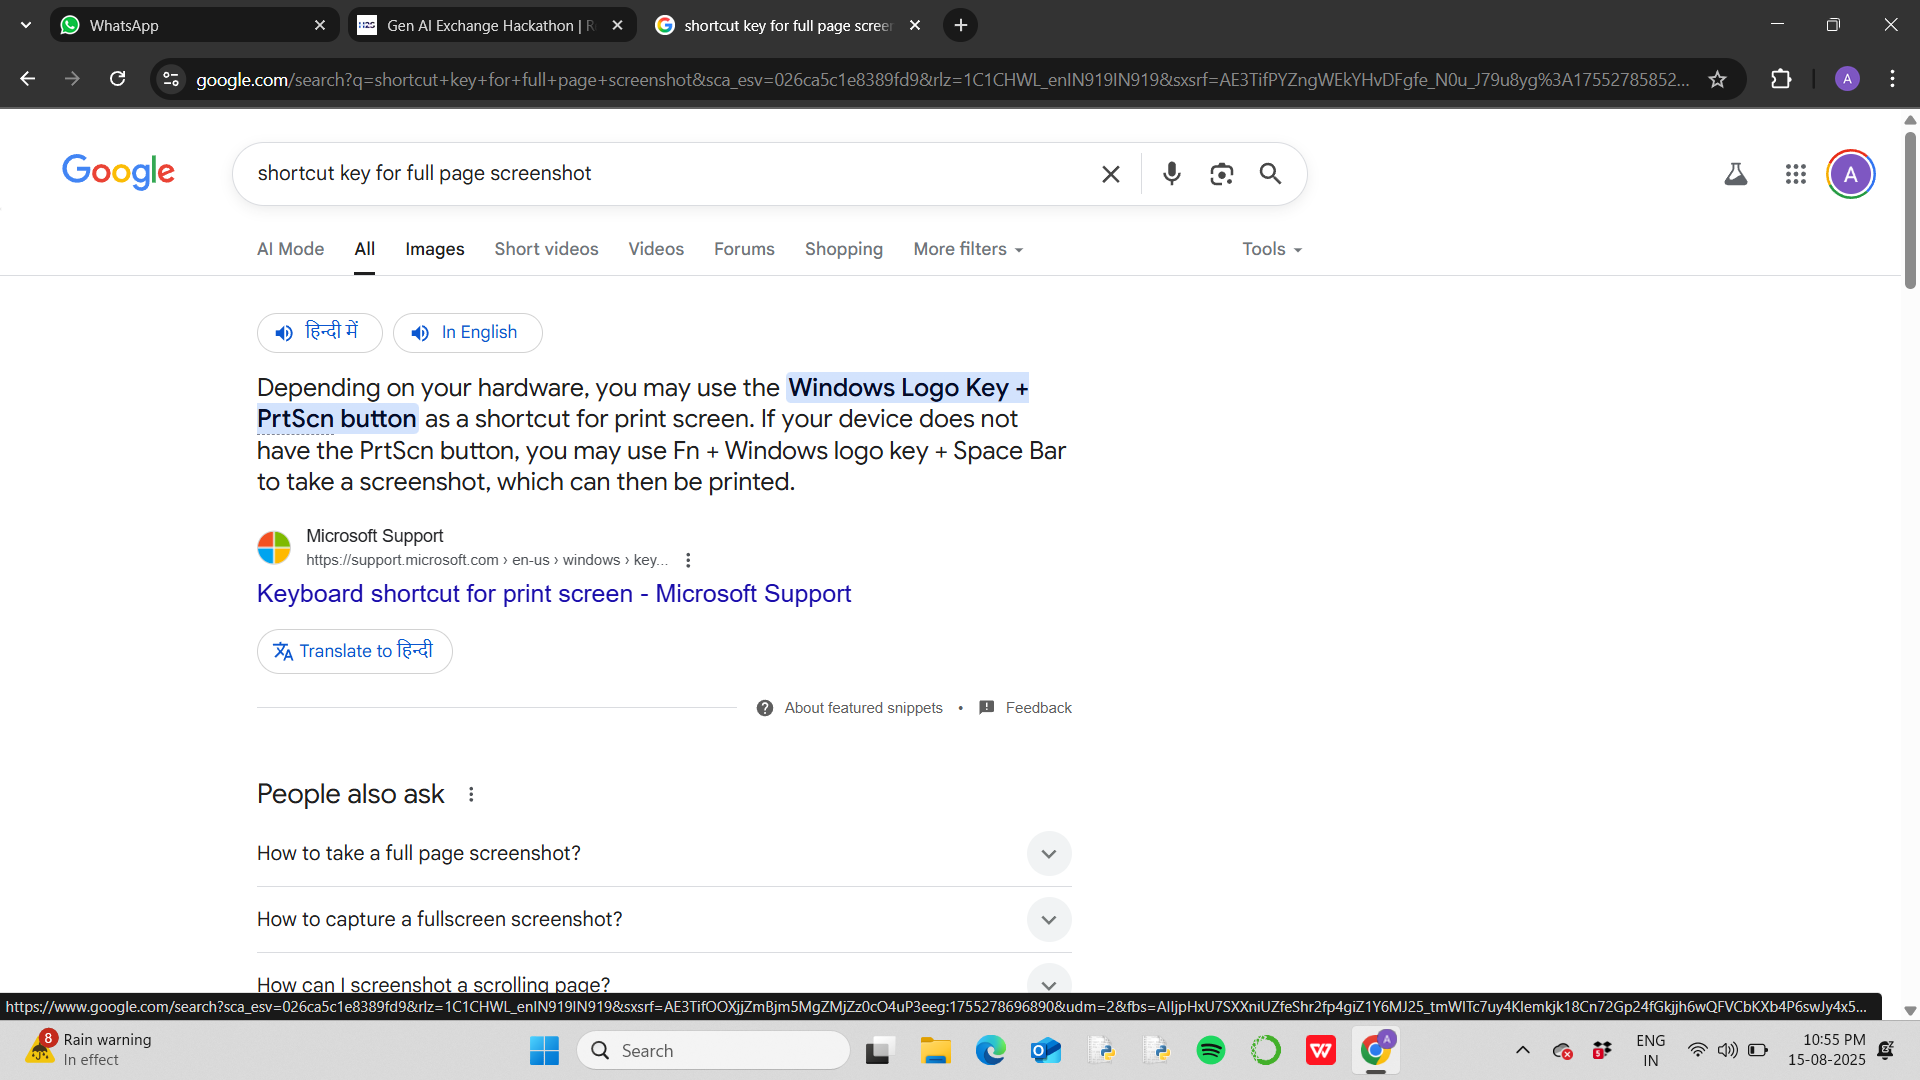 WhatsApp
Gen AI Exchange Hackathon | R
shortcut key for full page screen
google.com/search?q=shortcut+key+for+full+page+screenshot&sca_esv=026ca5c1e8389fd9&rlz=1C1CHWL_enIN919IN919&sxsrf=AE3TifPYZngWEkYHvDFgfe_N0u_J79u8yg%3A17552785852...
A
Google
shortcut key for full page screenshot
A
AI Mode
All
Images
Short videos
Videos
Forums
Shopping
More filters
Tools
हिन्दी में
In English
Depending on your hardware, you may use the Windows Logo Key +
PrtScn button as a shortcut for print screen. If your device does not
have the PrtScn button, you may use Fn + Windows logo key + Space Bar
to take a screenshot, which can then be printed.
Microsoft Support
https://support.microsoft.com › en-us › windows › key...
Keyboard shortcut for print screen - Microsoft Support
Translate to हिन्दी
About featured snippets • Feedback
People also ask
How to take a full page screenshot?
How to capture a fullscreen screenshot?
How can I screenshot a scrolling page?
https://www.google.com/search?sca_esv=026ca5c1e8389fd9&rlz=1C1CHWL_enIN919IN919&sxsrf=AE3TifOOXjjZmBjm5MgZMjZz0cO4uP3eeg:1755278696890&udm=2&fbs=AIIjpHxU7SXXniUZfeShr2fp4giZ1Y6MJ25_tmWITc7uy4KIemkjk18Cn72Gp24fGkjjh6wQFVCbKXb4P6swJy4x5...
8
Rain warning
In effect
Search
A
5
ENG
IN
10:55 PM
15-08-2025